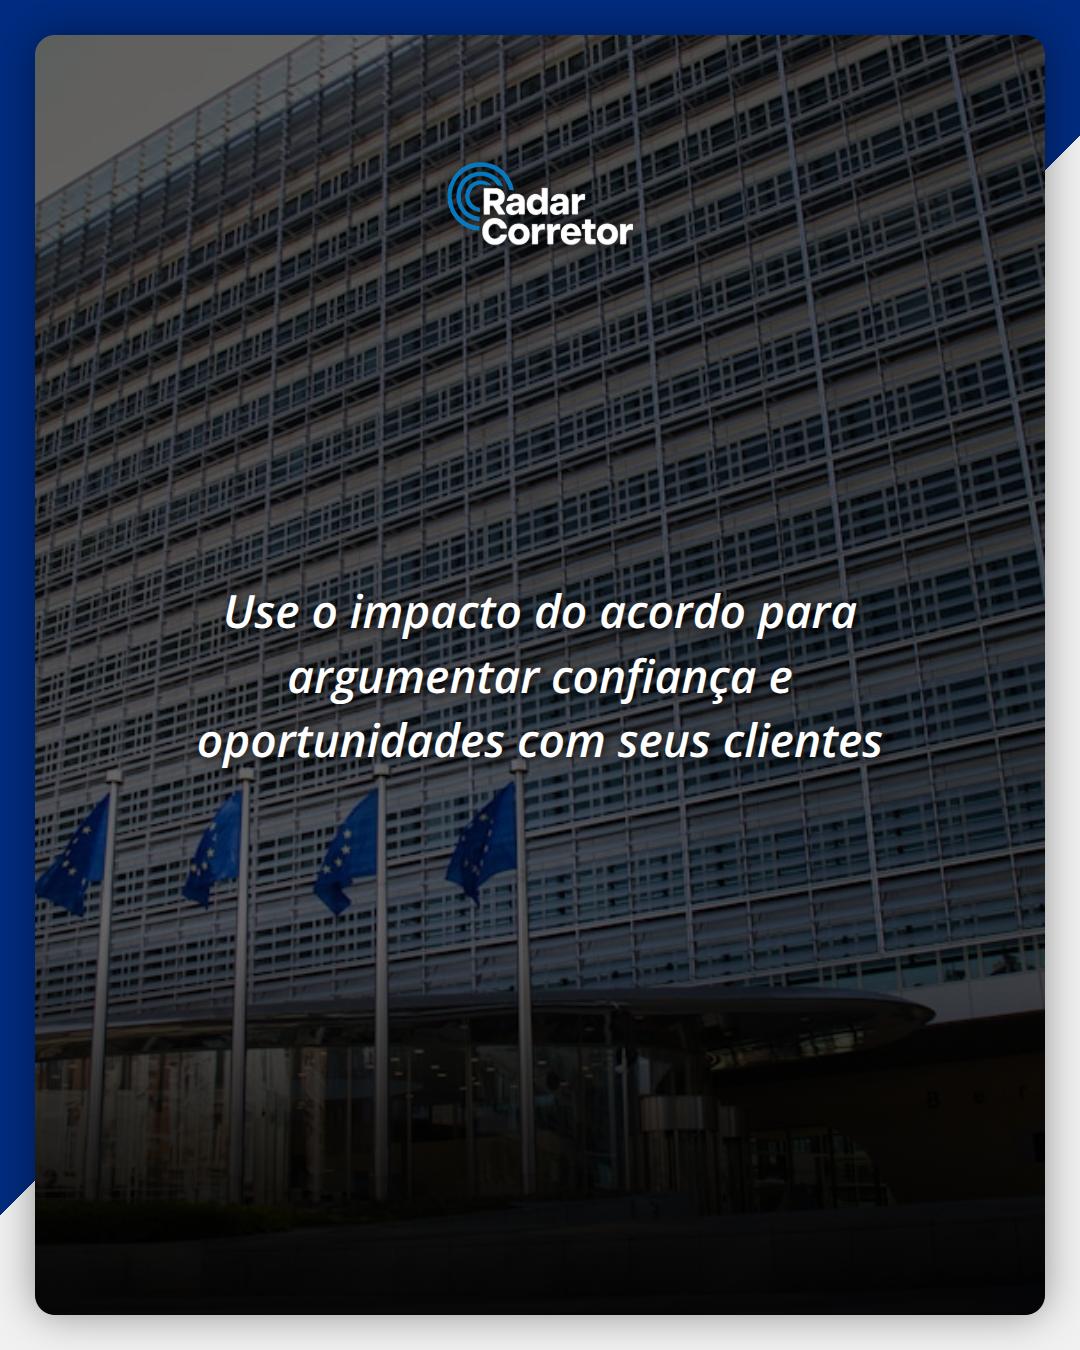 Radar
Corretor
Use o impacto do acordo para
argumentar confiança e
oportunidades com seus clientes